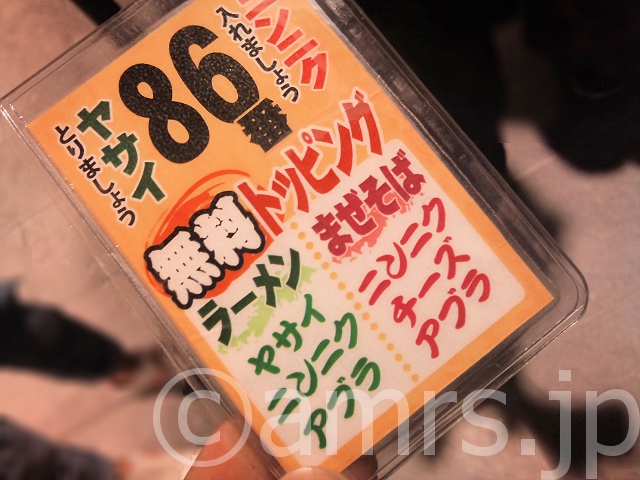 ヤサイ
とりましょう
86番
ニンニク
入れましょう
無料トッピング
ラーメン
ヤサイ
ニンニク
アブラ
まぜそば
ニンニク
チーズ
アブラ
©amrs.jp